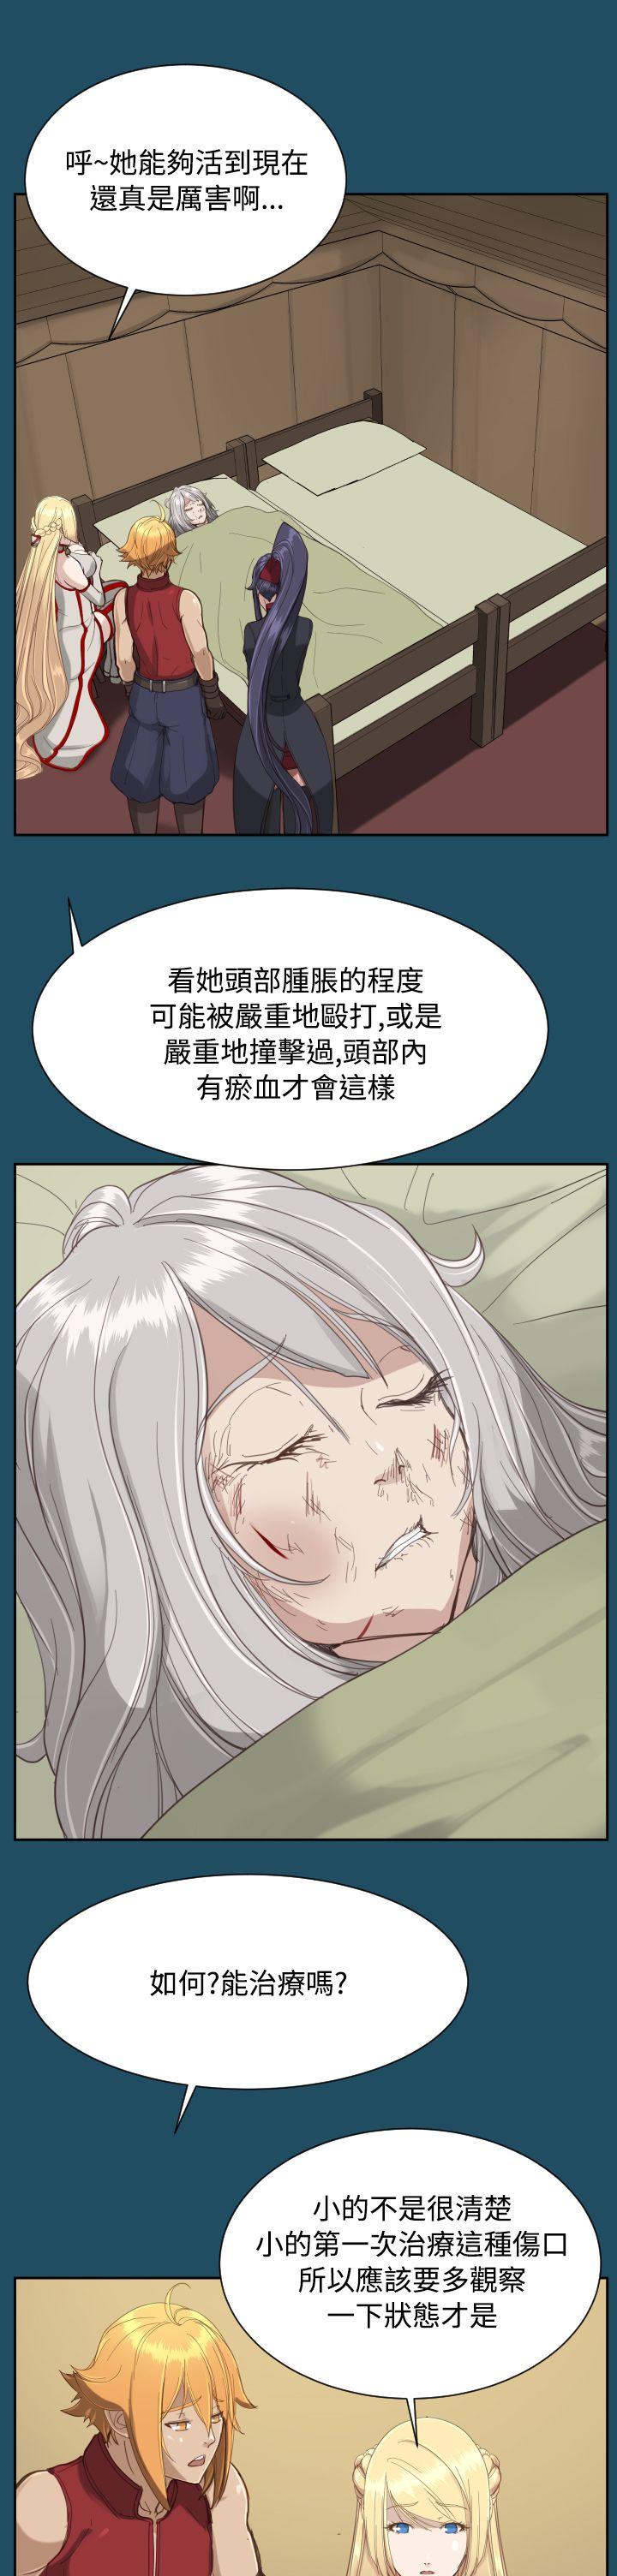 呼~她能夠活到現在
還真是厲害啊...
看她頭部腫脹的程度
可能被嚴重地毆打,或是
嚴重地撞擊過,頭部內
有瘀血才會這樣
如何?能治療嗎?
小的不是很清楚
小的第一次治療這種傷口
所以應該要多觀察
一下狀態才是